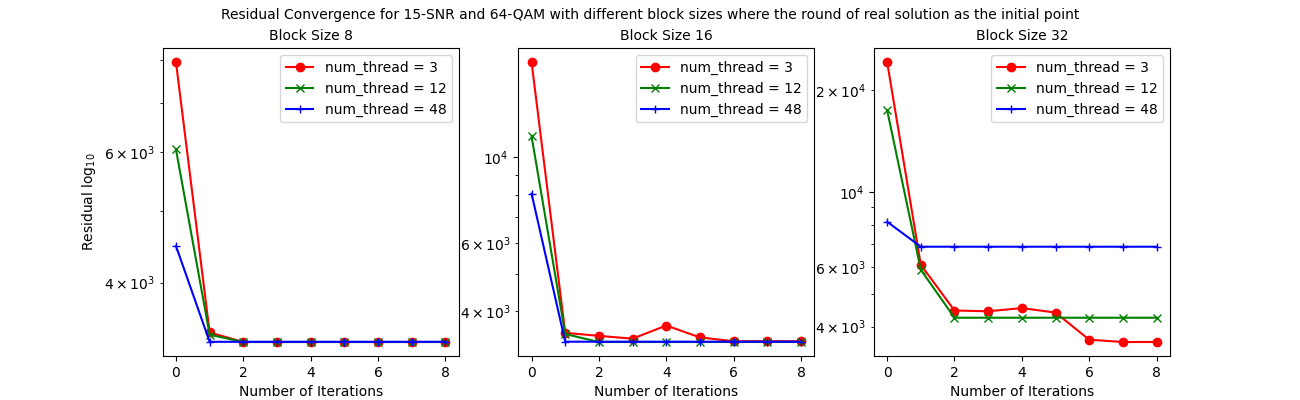 Residual Convergence for 15-SNR and 64-QAM with different block sizes where the round of real solution as the initial point
Block Size 8
num_thread = 3
num_thread = 12
num_thread = 48
6 × 10³
4 × 10³
Residual log₁₀
0 2 4 6 8
Number of Iterations
Block Size 16
num_thread = 3
num_thread = 12
num_thread = 48
10⁴
6 × 10³
4 × 10³
0 2 4 6 8
Number of Iterations
Block Size 32
num_thread = 3
num_thread = 12
num_thread = 48
2 × 10⁴
10⁴
6 × 10³
4 × 10³
0 2 4 6 8
Number of Iterations